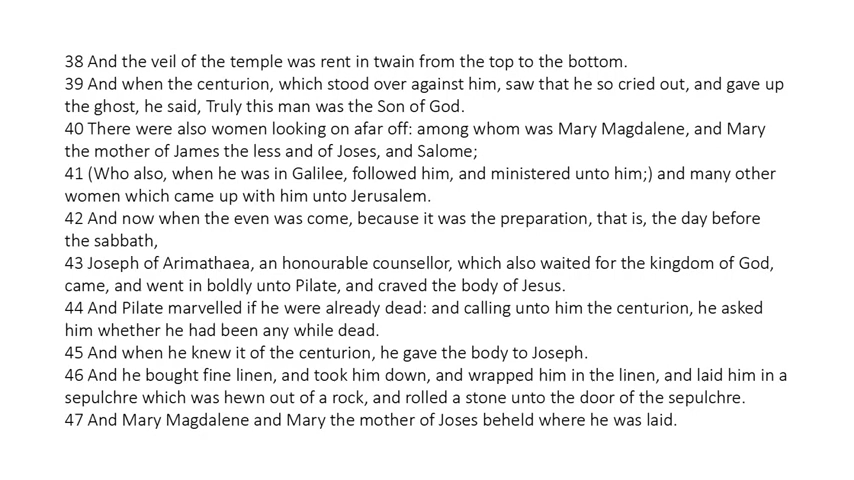 38 And the veil of the temple was rent in twain from the top to the bottom.
39 And when the centurion, which stood over against him, saw that he so cried out, and gave up
the ghost, he said, Truly this man was the Son of God.
40 There were also women looking on afar off: among whom was Mary Magdalene, and Mary
the mother of James the less and of Joses, and Salome;
41 (Who also, when he was in Galilee, followed him, and ministered unto him;) and many other
women which came up with him unto Jerusalem.
42 And now when the even was come, because it was the preparation, that is, the day before
the sabbath,
43 Joseph of Arimathaea, an honourable counsellor, which also waited for the kingdom of God,
came, and went in boldly unto Pilate, and craved the body of Jesus.
44 And Pilate marvelled if he were already dead: and calling unto him the centurion, he asked
him whether he had been any while dead.
45 And when he knew it of the centurion, he gave the body to Joseph.
46 And he bought fine linen, and took him down, and wrapped him in the linen, and laid him in a
sepulchre which was hewn out of a rock, and rolled a stone unto the door of the sepulchre.
47 And Mary Magdalene and Mary the mother of Joses beheld where he was laid.